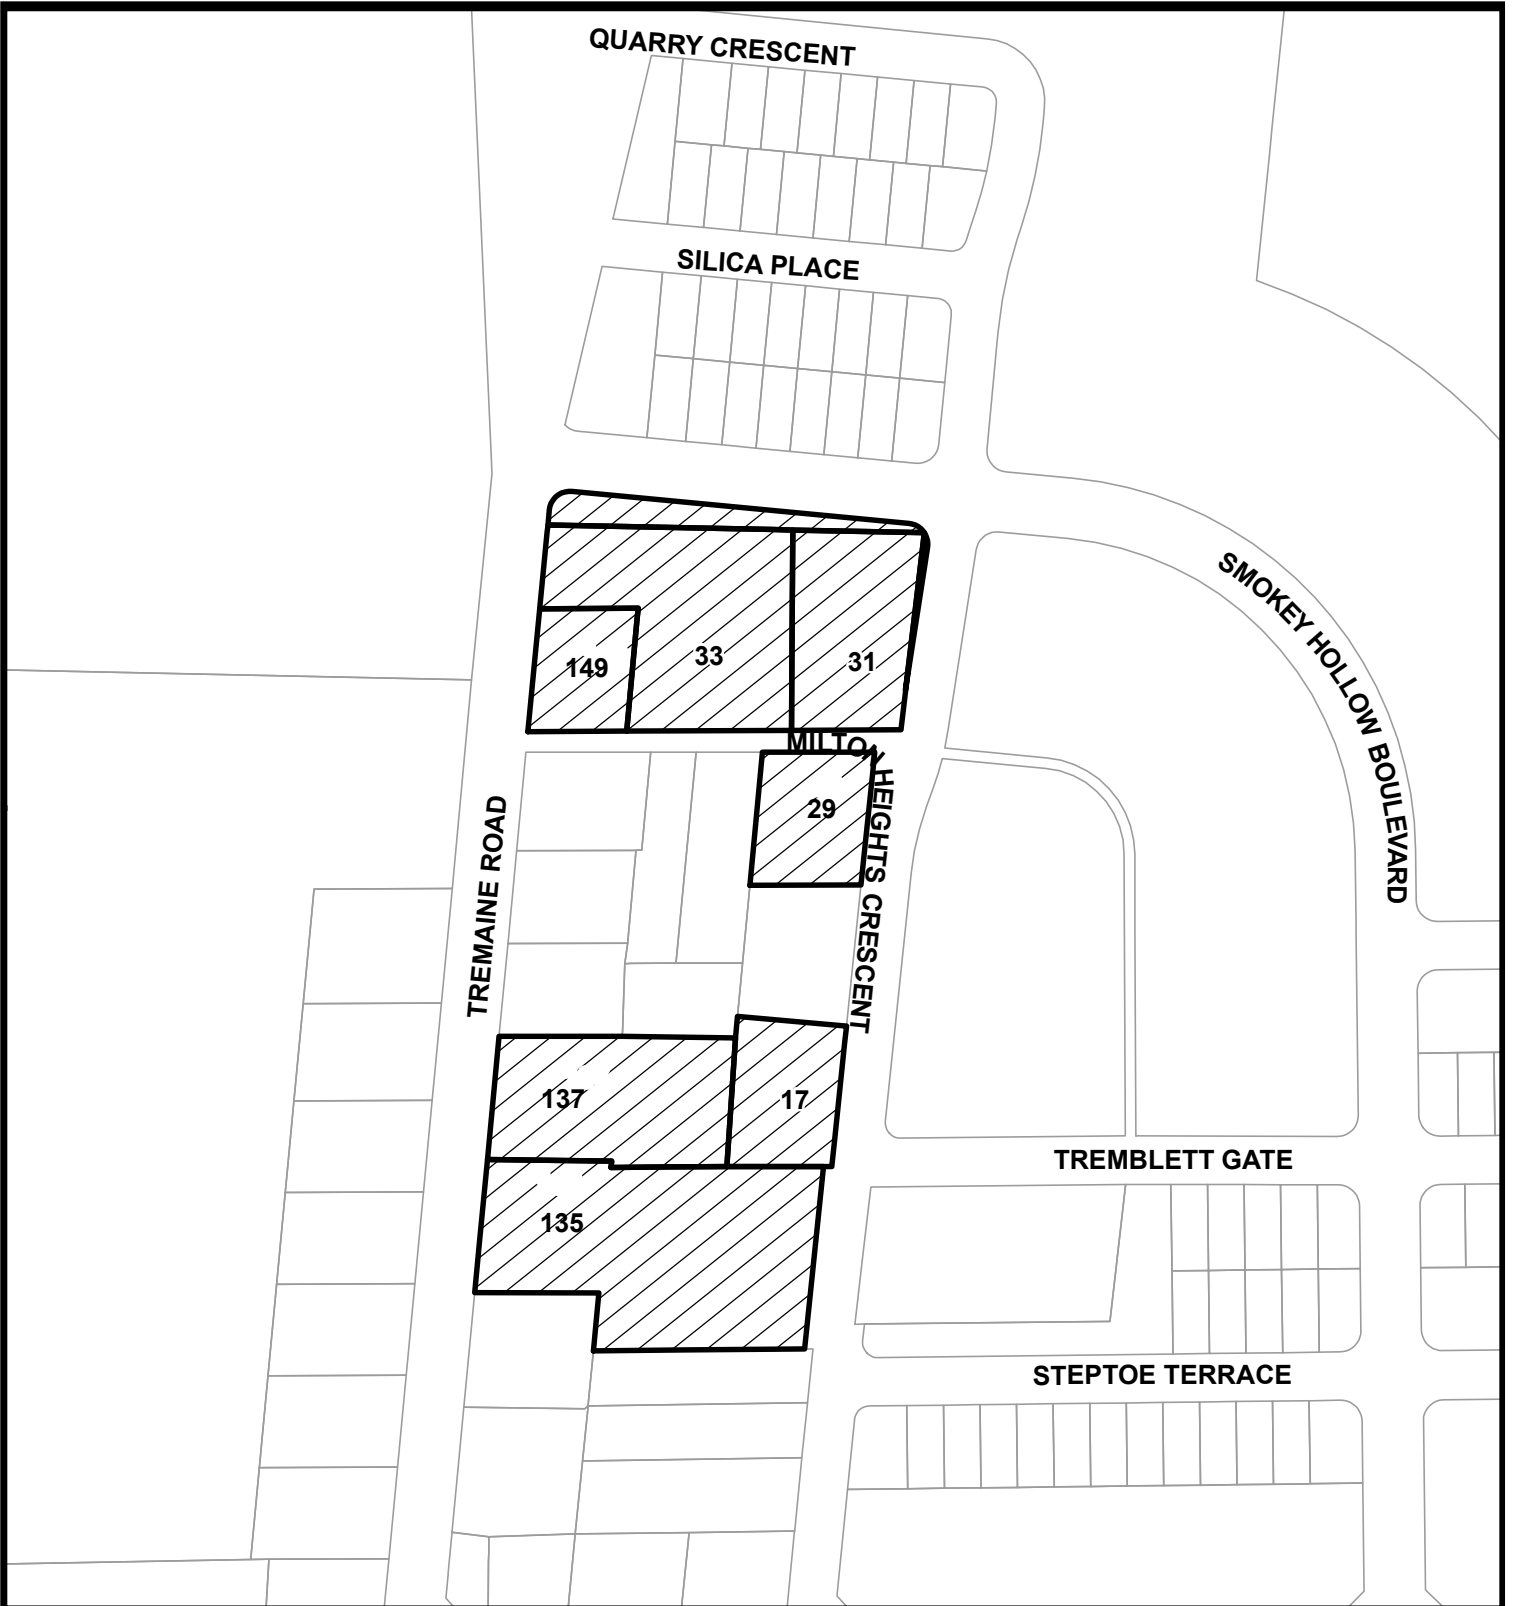 QUARRY CRESCENT
SILICA PLACE
SMOKEY HOLLOW BOULEVARD
149
33
31
MILTON HEIGHTS CRESCENT
29
TREMAINE ROAD
137
17
TREMBLETT GATE
135
STEPTOE TERRACE